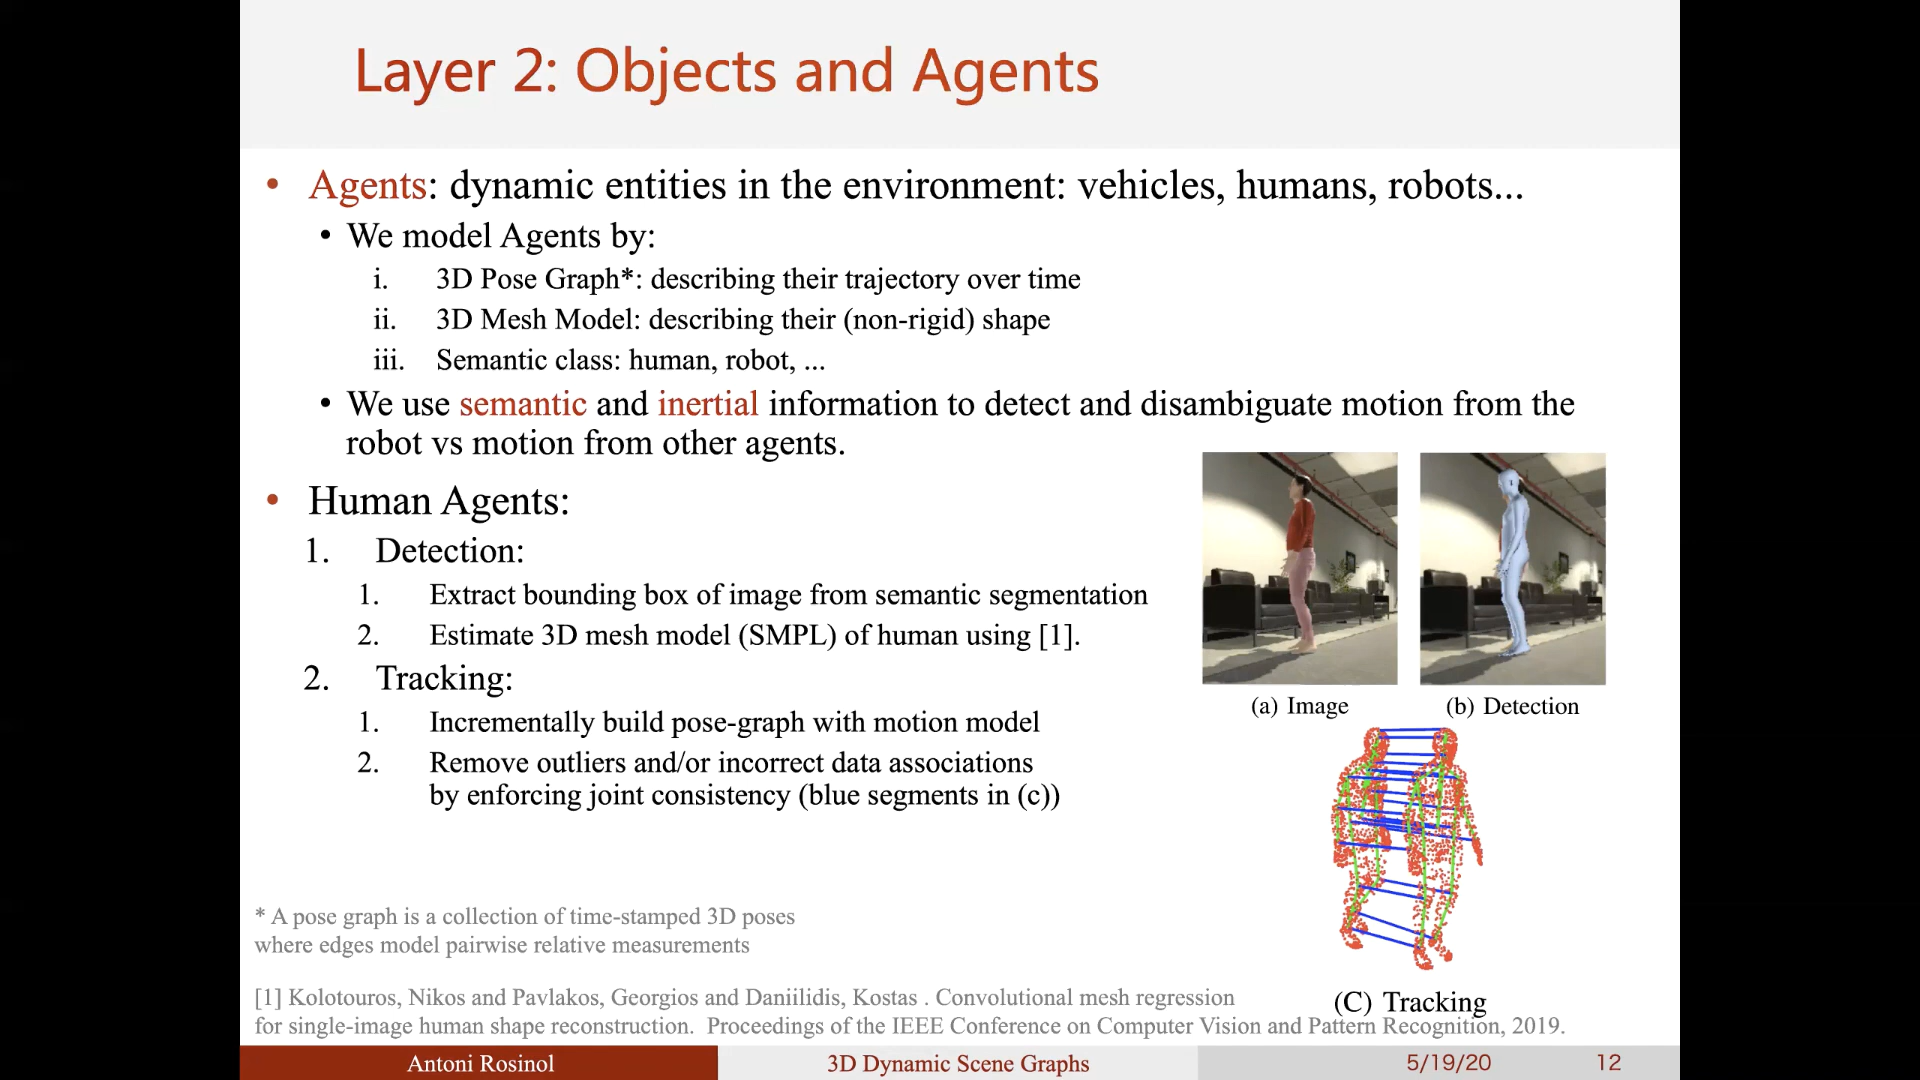 Layer 2: Objects and Agents
• Agents: dynamic entities in the environment: vehicles, humans, robots...
• We model Agents by:
i. 3D Pose Graph*: describing their trajectory over time
ii. 3D Mesh Model: describing their (non-rigid) shape
iii. Semantic class: human, robot, ...
• We use semantic and inertial information to detect and disambiguate motion from the
robot vs motion from other agents.
• Human Agents:
1. Detection:
1. Extract bounding box of image from semantic segmentation
2. Estimate 3D mesh model (SMPL) of human using [1].
2. Tracking:
1. Incrementally build pose-graph with motion model
2. Remove outliers and/or incorrect data associations
by enforcing joint consistency (blue segments in (c))
(a) Image
(b) Detection
(C) Tracking
* A pose graph is a collection of time-stamped 3D poses
where edges model pairwise relative measurements
[1] Kolotouros, Nikos and Pavlakos, Georgios and Daniilidis, Kostas . Convolutional mesh regression
for single-image human shape reconstruction. Proceedings of the IEEE Conference on Computer Vision and Pattern Recognition, 2019.
Antoni Rosinol
3D Dynamic Scene Graphs
5/19/20
12